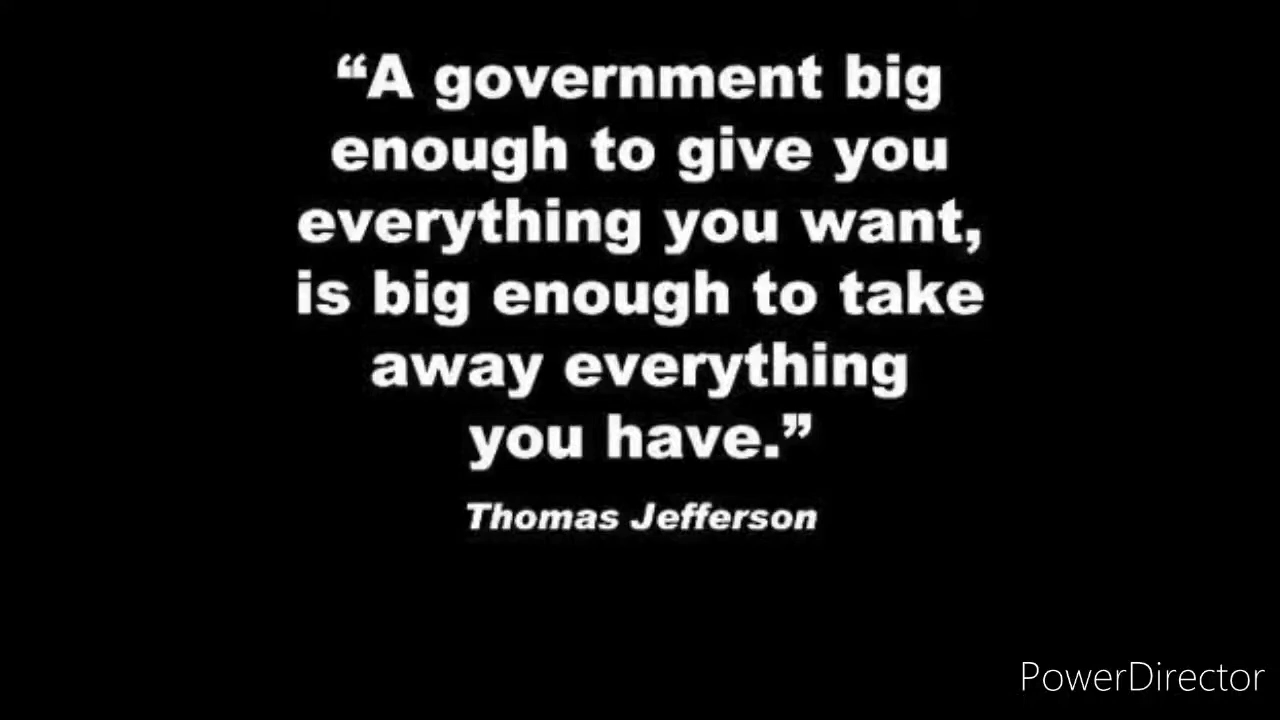 “A government big
enough to give you
everything you want,
is big enough to take
away everything
you have.”
Thomas Jefferson
PowerDirector